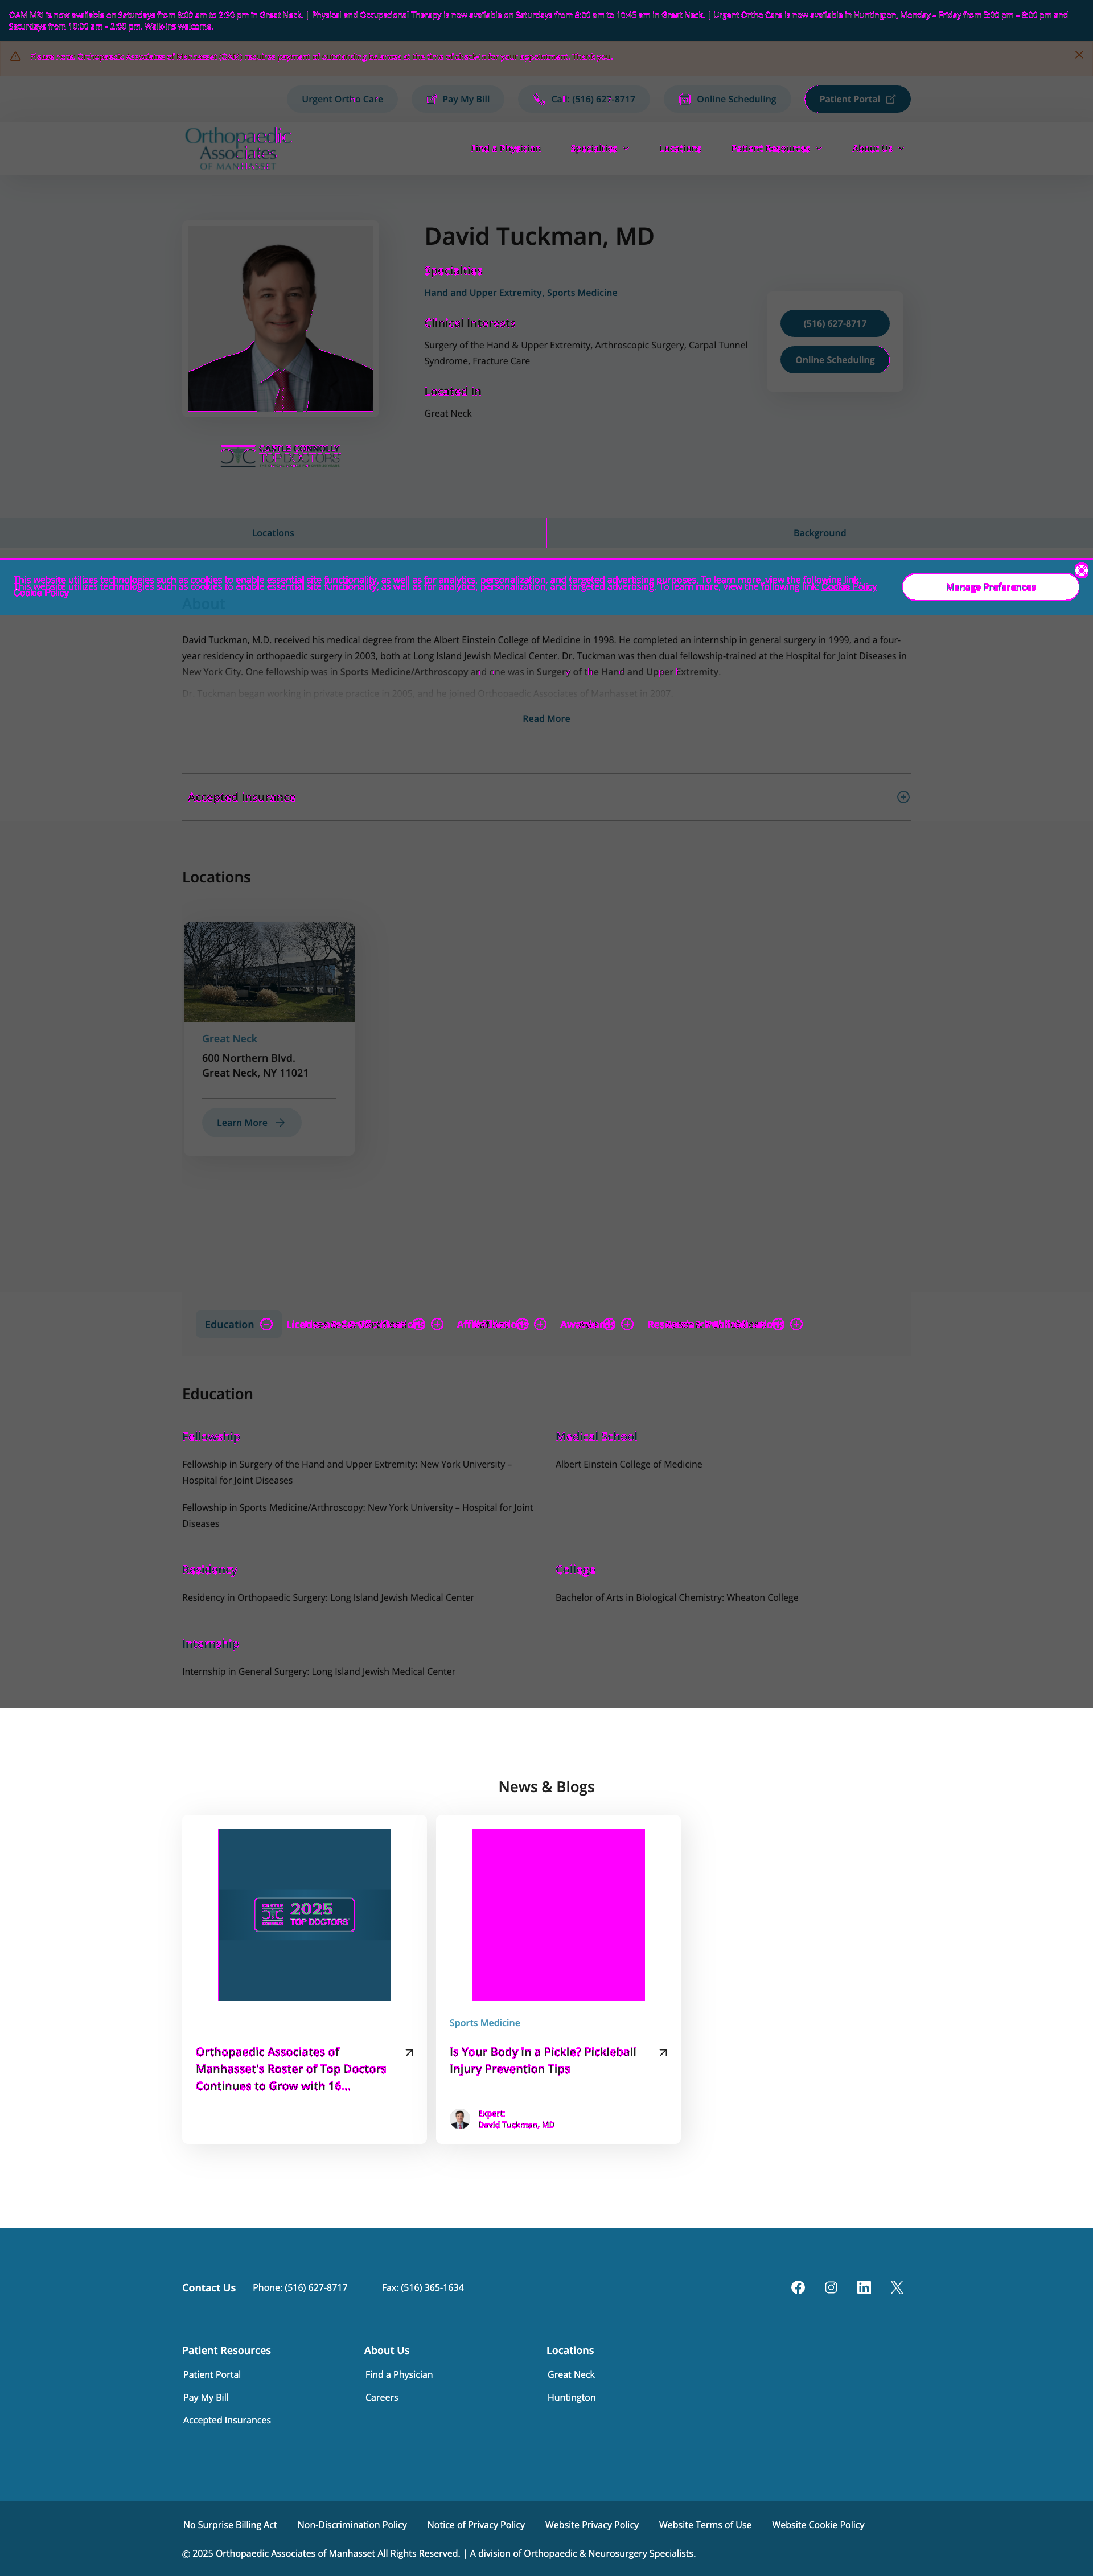 OAM MRI is now available on Saturdays from 8:00 am to 2:30 pm in Great Neck. | Physical and Occupational Therapy is now available on Saturdays from 8:00 am to 10:45 am in Great Neck. | Urgent Ortho Care is now available in Huntington, Monday – Friday from 5:00 pm – 8:00 pm and
Saturdays from 10:00 am – 2:00 pm. Walk-ins welcome.
Urgent Ortho Care Pay My Bill Call: (516) 627-8717 Online Scheduling Patient Portal
Orthopaedic
Associates
OF MANHASSET
Find a Physician Specialties Locations Patient Resources About Us
David Tuckman, MD
Specialties
Hand and Upper Extremity, Sports Medicine
Clinical Interests
Surgery of the Hand & Upper Extremity, Arthroscopic Surgery, Carpal Tunnel
Syndrome, Fracture Care
Located In
Great Neck
(516) 627-8717
Online Scheduling
CASTLE CONNOLLY
TOP DOCTORS
Locations Background
This website utilizes technologies such as cookies to enable essential site functionality, as well as for analytics, personalization, and targeted advertising purposes. To learn more, view the following link:
Cookie Policy
Manage Preferences
About
David Tuckman, M.D. received his medical degree from the Albert Einstein College of Medicine in 1998. He completed an internship in general surgery in 1999, and a four-
year residency in orthopaedic surgery in 2003, both at Long Island Jewish Medical Center. Dr. Tuckman was then dual fellowship-trained at the Hospital for Joint Diseases in
New York City. One fellowship was in Sports Medicine/Arthroscopy and one was in Surgery of the Hand and Upper Extremity.
Dr. Tuckman began working in private practice in 2005, and he joined Orthopaedic Associates of Manhasset in 2007.
Read More
Accepted Insurance
Locations
Great Neck
600 Northern Blvd.
Great Neck, NY 11021
Learn More
Education
Education
Fellowship
Fellowship in Surgery of the Hand and Upper Extremity: New York University –
Hospital for Joint Diseases
Fellowship in Sports Medicine/Arthroscopy: New York University – Hospital for Joint
Diseases
Medical School
Albert Einstein College of Medicine
Residency
Residency in Orthopaedic Surgery: Long Island Jewish Medical Center
College
Bachelor of Arts in Biological Chemistry: Wheaton College
Internship
Internship in General Surgery: Long Island Jewish Medical Center
News & Blogs
CASTLE
2025
TOP DOCTORS
Orthopaedic Associates of
Manhasset's Roster of Top Doctors
Continues to Grow with 16...
Sports Medicine
Is Your Body in a Pickle? Pickleball
Injury Prevention Tips
Expert:
David Tuckman, MD
Contact Us Phone: (516) 627-8717 Fax: (516) 365-1634
Patient Resources
Patient Portal
Pay My Bill
Accepted Insurances
About Us
Find a Physician
Careers
Locations
Great Neck
Huntington
No Surprise Billing Act Non-Discrimination Policy Notice of Privacy Policy Website Privacy Policy Website Terms of Use Website Cookie Policy
© 2025 Orthopaedic Associates of Manhasset All Rights Reserved. | A division of Orthopaedic & Neurosurgery Specialists.